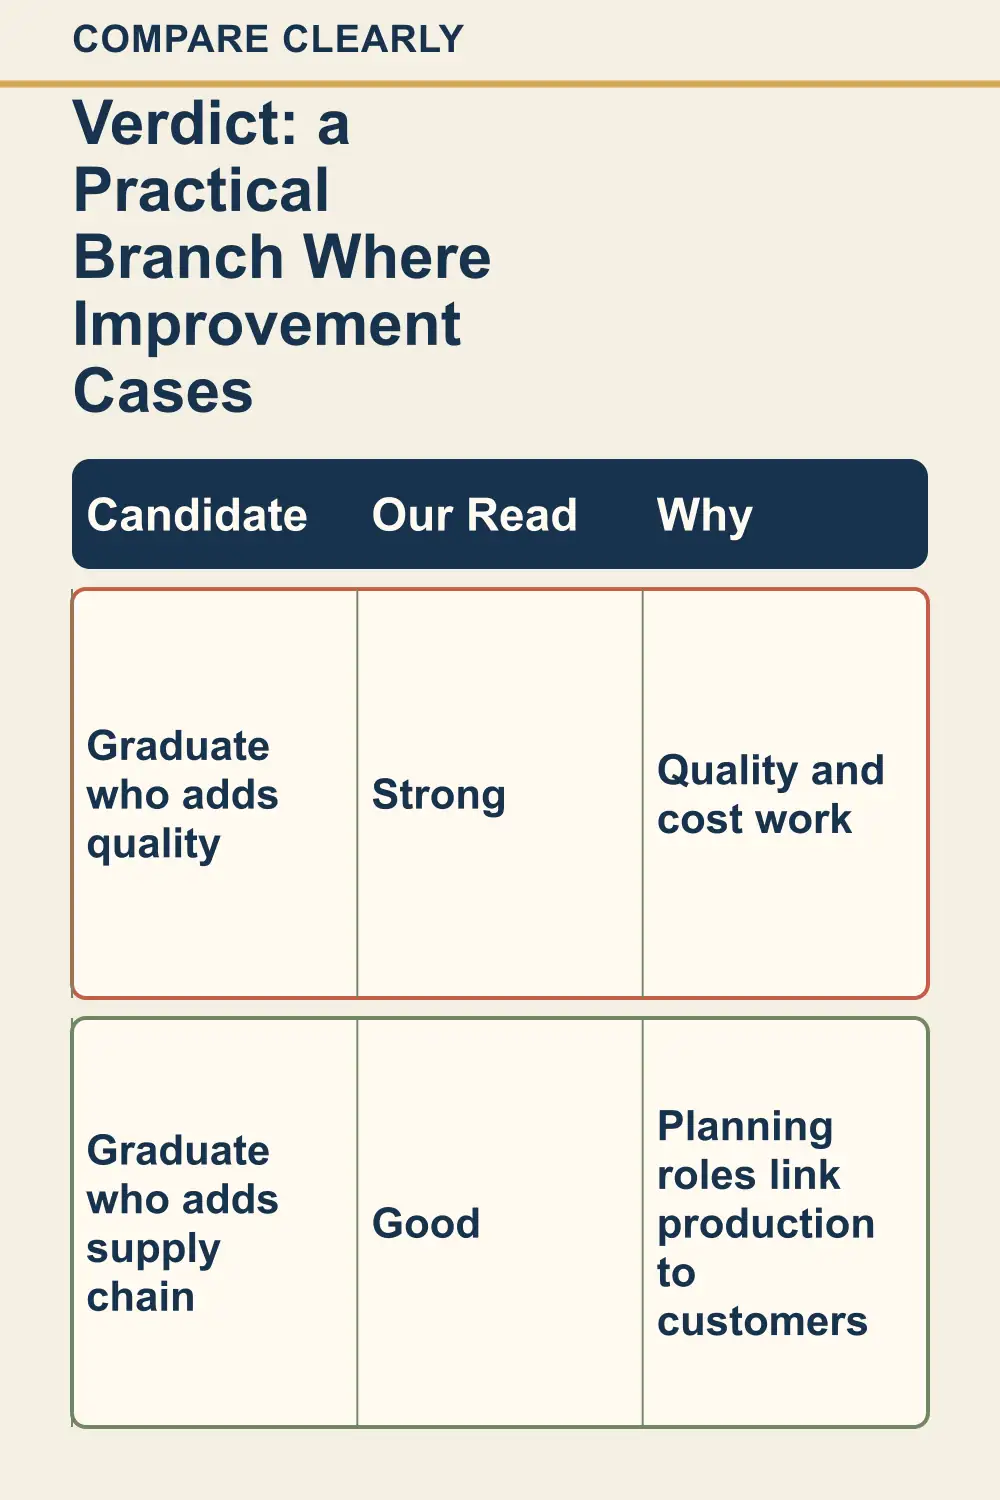 COMPARE CLEARLY
Verdict: a
Practical
Branch Where
Improvement
Cases
Candidate Our Read Why
Graduate
who adds
quality
Strong
Quality and
cost work
Graduate
who adds
supply
chain
Good
Planning
roles link
production
to
customers